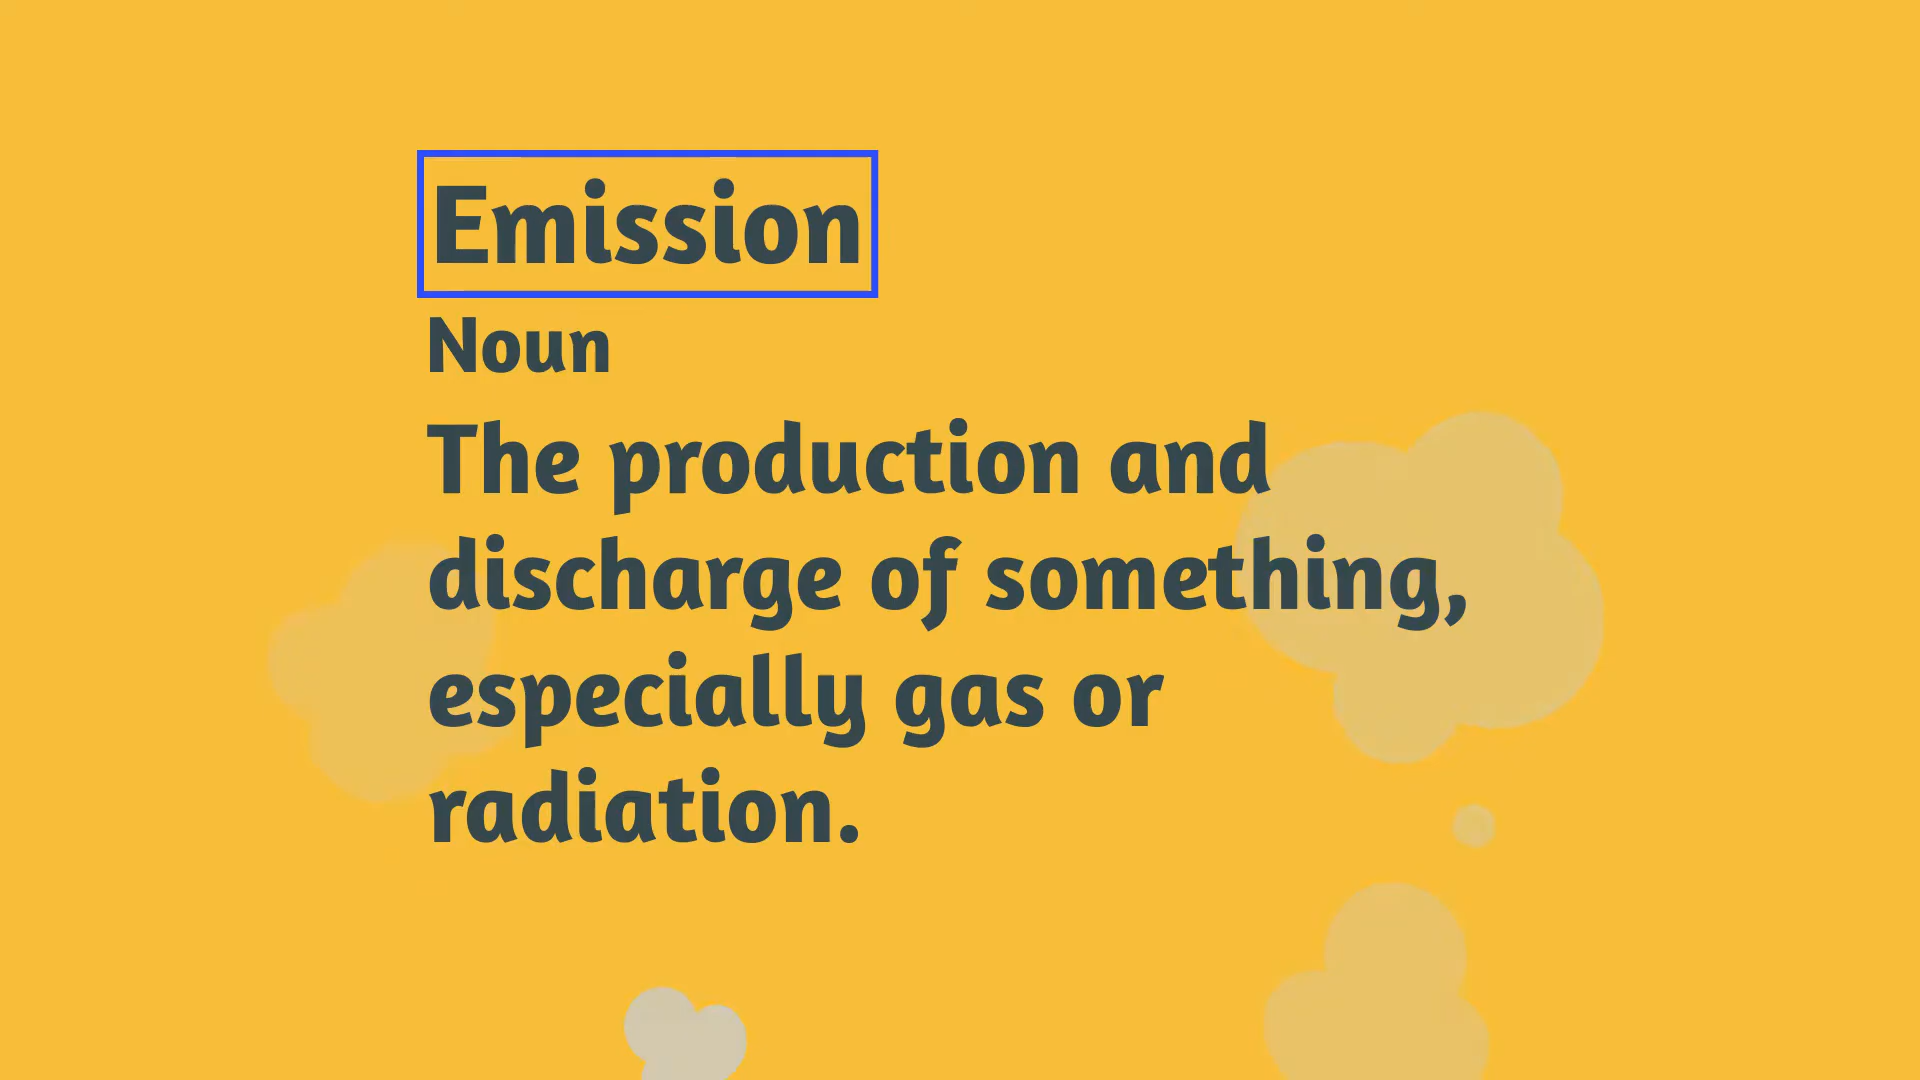 Emission
Noun
The production and
discharge of something,
especially gas or
radiation.